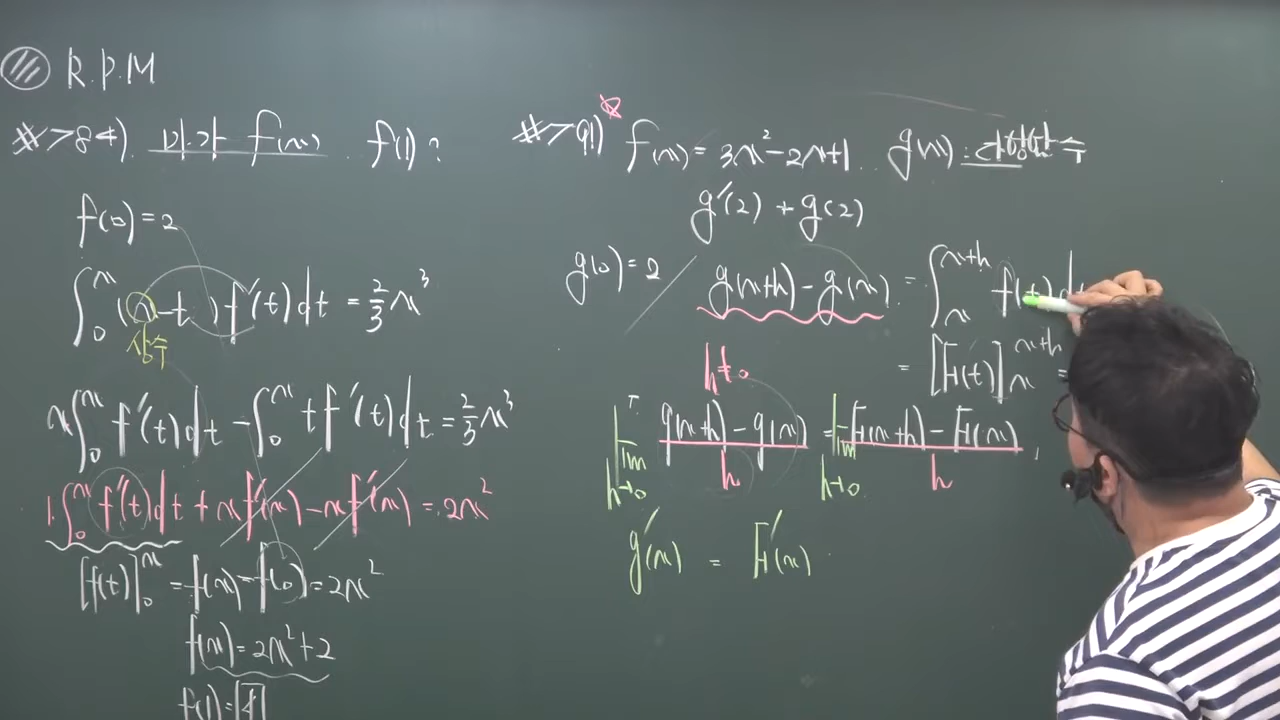 R.P.M
#784) 미가 f(x) f(1)?
f(0)=2
∫₀ˣ (x-t) f'(t)dt = 2/3 x³
상수
x∫₀ˣ f'(t)dt - ∫₀ˣ t f'(t)dt = 2/3 x³
1.∫₀ˣ f'(t)dt + xf'(x) - xf'(x) = 2x²
[f(t)]₀ˣ = f(x) - f(0) = 2x²
f(x) = 2x²+2
f(1) = 4
#791) f(x) = 3x²-2x+1. g(x): 다항함수
g'(2) + g(2)
g(0)=2 g(x+h) - g(x) = ∫ₓˣ⁺ʰ f(t)dt
h≠0 = [F(t)]ₓˣ⁺ʰ =
lim h→0 g(x+h) - g(x) / h = lim h→0 F(x+h) - F(x) / h
g'(x) = F'(x)